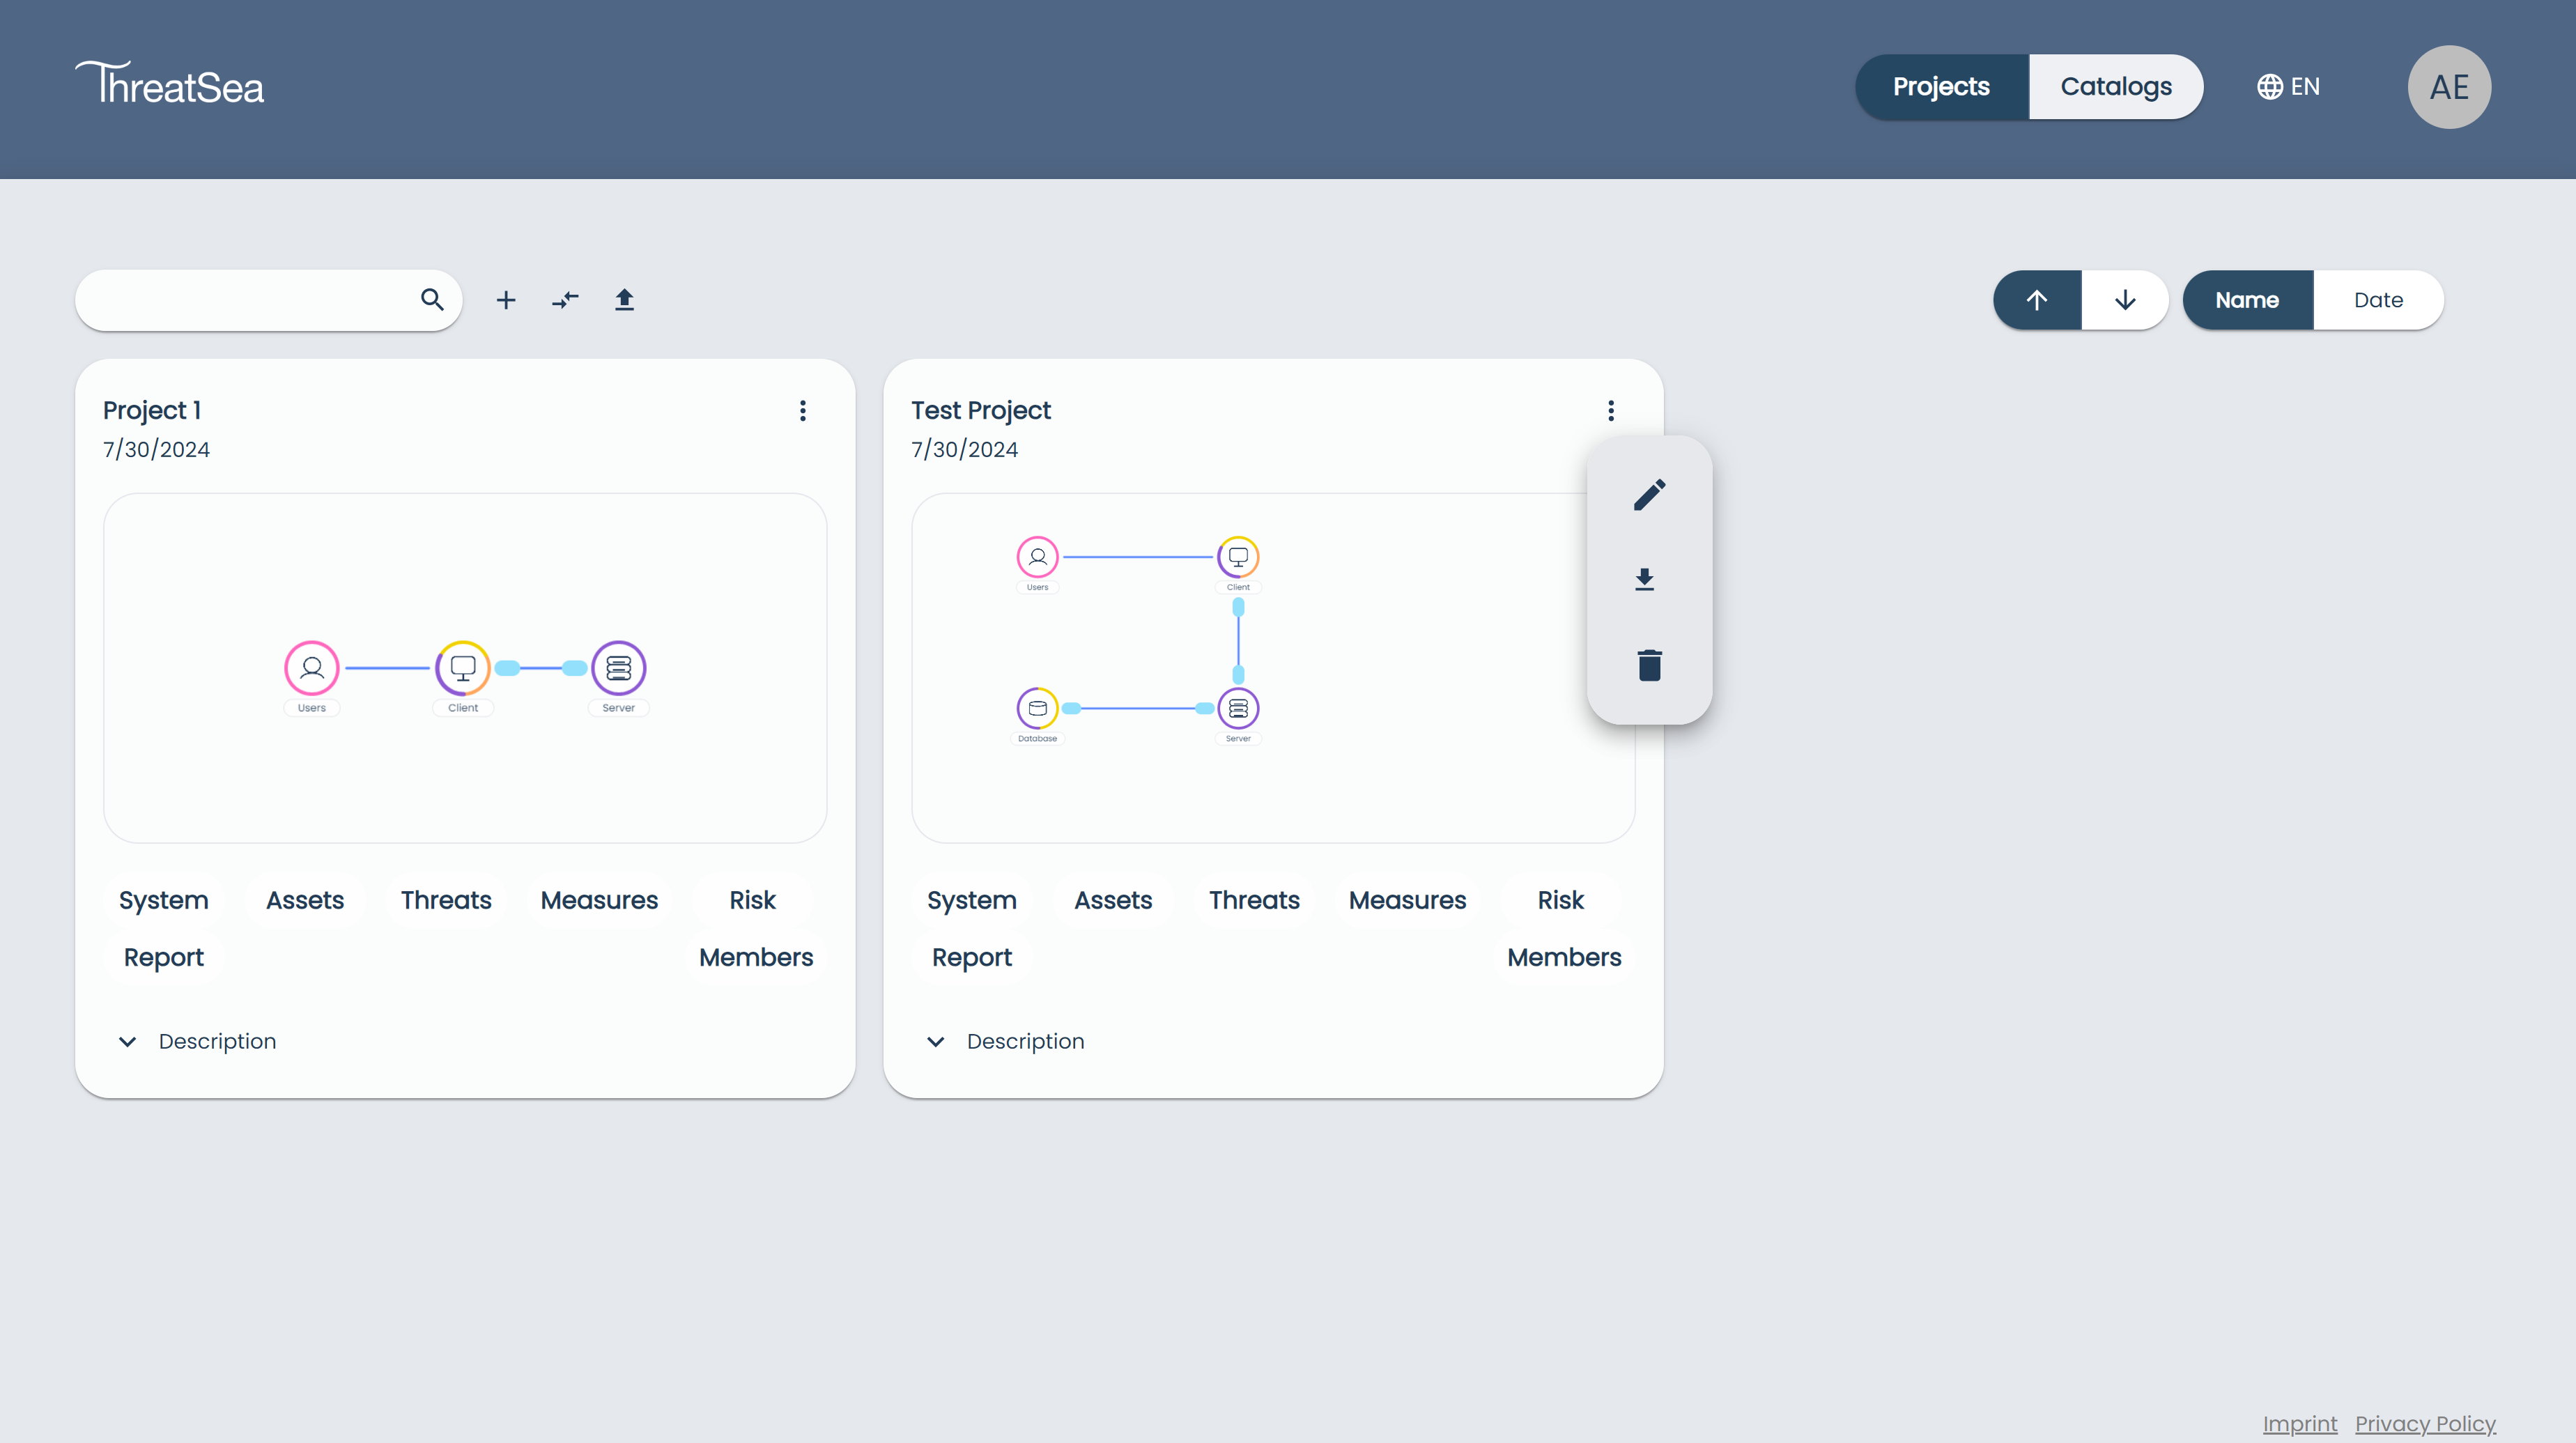 ThreatSea
Projects Catalogs EN AE
Name Date
Project 1
7/30/2024
Users Client Server
System Assets Threats Measures Risk
Report Members
Description
Test Project
7/30/2024
Users Client
Database Server
System Assets Threats Measures Risk
Report Members
Description
Imprint Privacy Policy